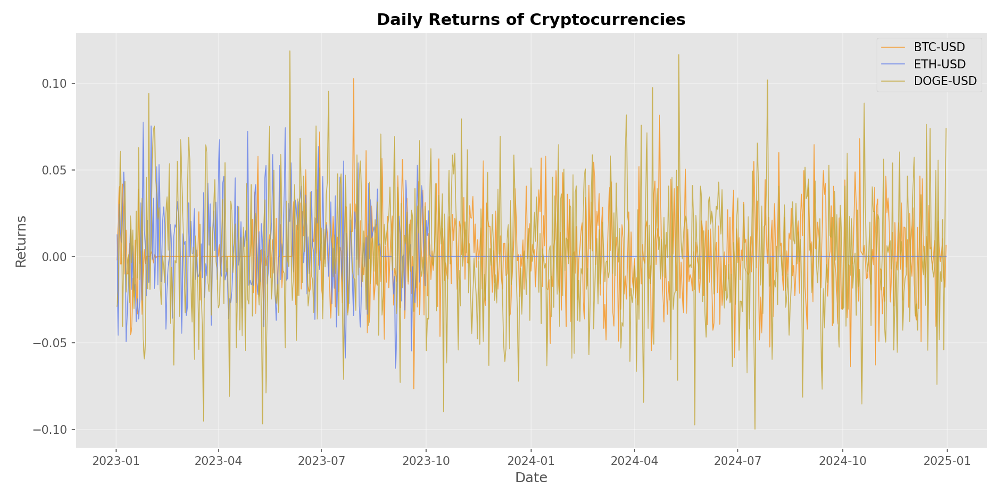 Daily Returns of Cryptocurrencies
BTC-USD
ETH-USD
DOGE-USD
0.10
0.05
0.00
−0.05
−0.10
Returns
2023-01 2023-04 2023-07 2023-10 2024-01 2024-04 2024-07 2024-10 2025-01
Date